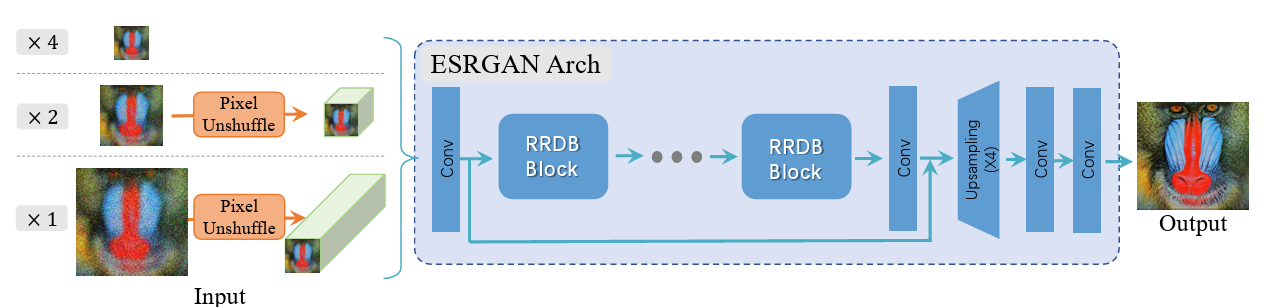 × 4
× 2
Pixel
Unshuffle
× 1
Pixel
Unshuffle
Input
ESRGAN Arch
Conv
RRDB
Block
RRDB
Block
Conv
Upsampling
(X4)
Conv
Conv
Output